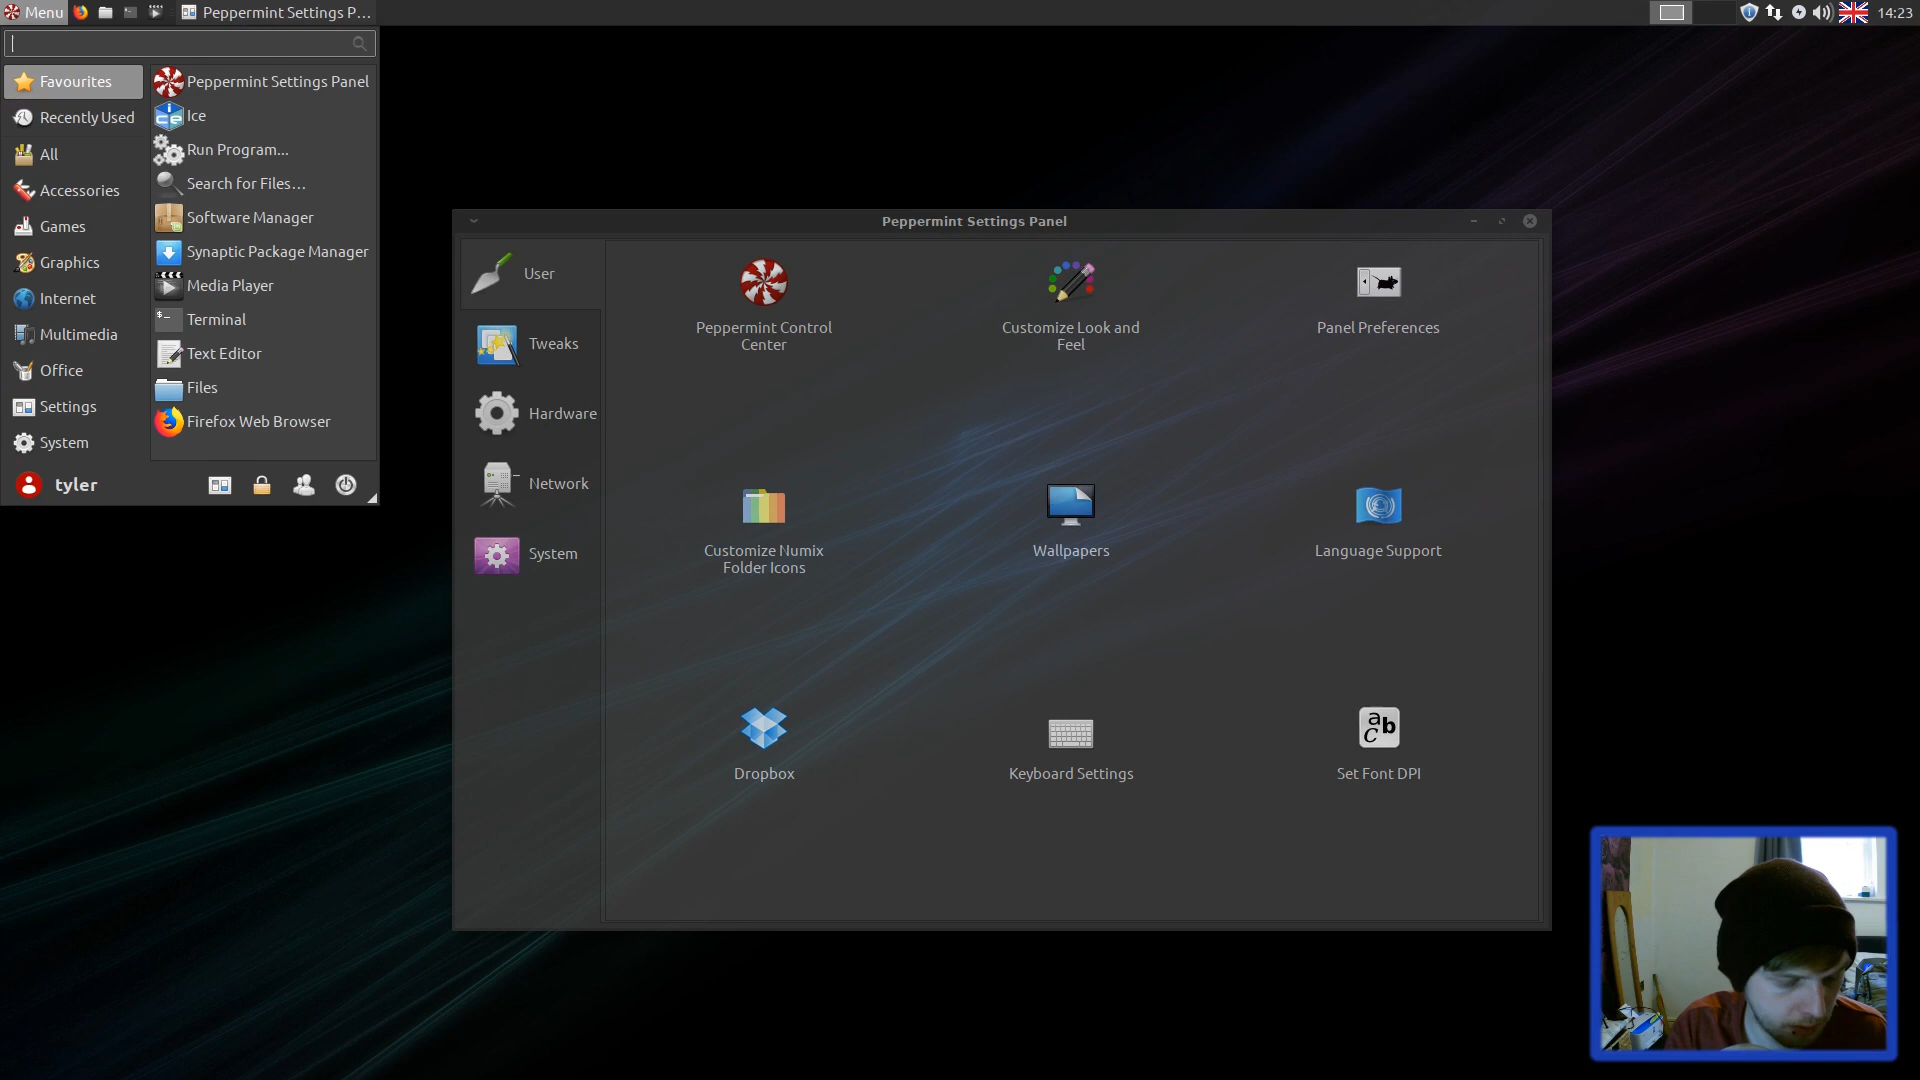 Menu
Peppermint Settings P...
14:23
Favourites
Recently Used
All
Accessories
Games
Graphics
Internet
Multimedia
Office
Settings
System
Peppermint Settings Panel
Ice
Run Program...
Search for Files...
Software Manager
Synaptic Package Manager
Media Player
Terminal
Text Editor
Files
Firefox Web Browser
tyler
Peppermint Settings Panel
User
Tweaks
Hardware
Network
System
Peppermint Control
Center
Customize Look and
Feel
Panel Preferences
Customize Numix
Folder Icons
Wallpapers
Language Support
Dropbox
Keyboard Settings
Set Font DPI